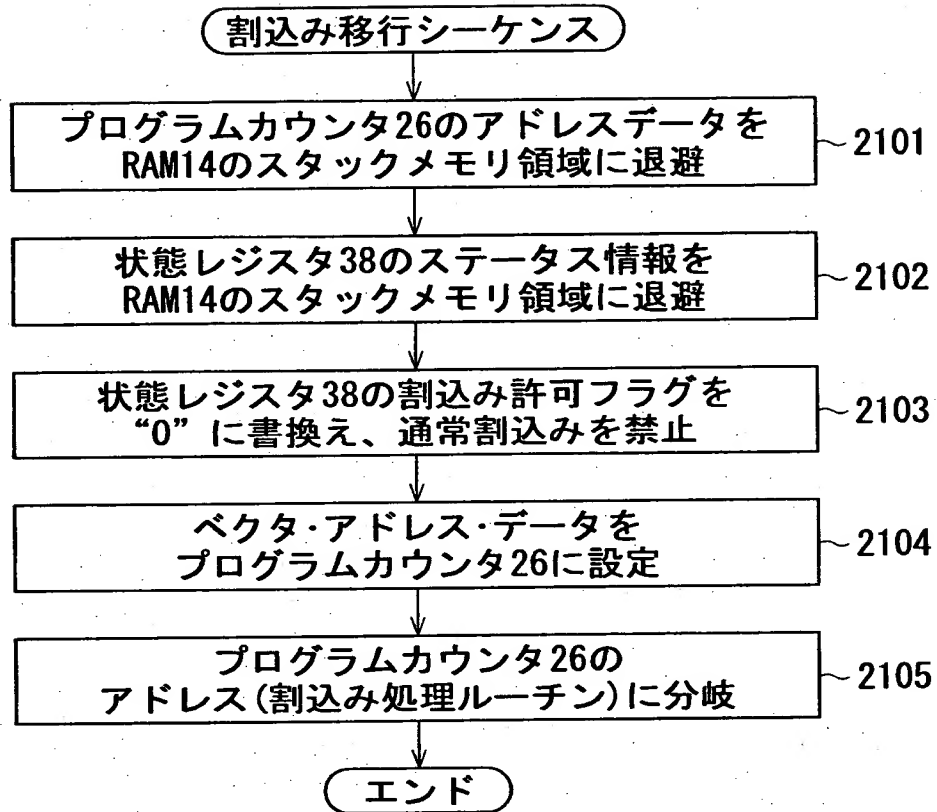 割込み移行シーケンス
プログラムカウンタ26のアドレスデータを
RAM14のスタックメモリ領域に退避
2101
状態レジスタ38のステータス情報を
RAM14のスタックメモリ領域に退避
2102
状態レジスタ38の割込み許可フラグを
“0”に書換え、通常割込みを禁止
2103
ベクタ・アドレス・データを
プログラムカウンタ26に設定
2104
プログラムカウンタ26の
アドレス(割込み処理ルーチン)に分岐
2105
エンド